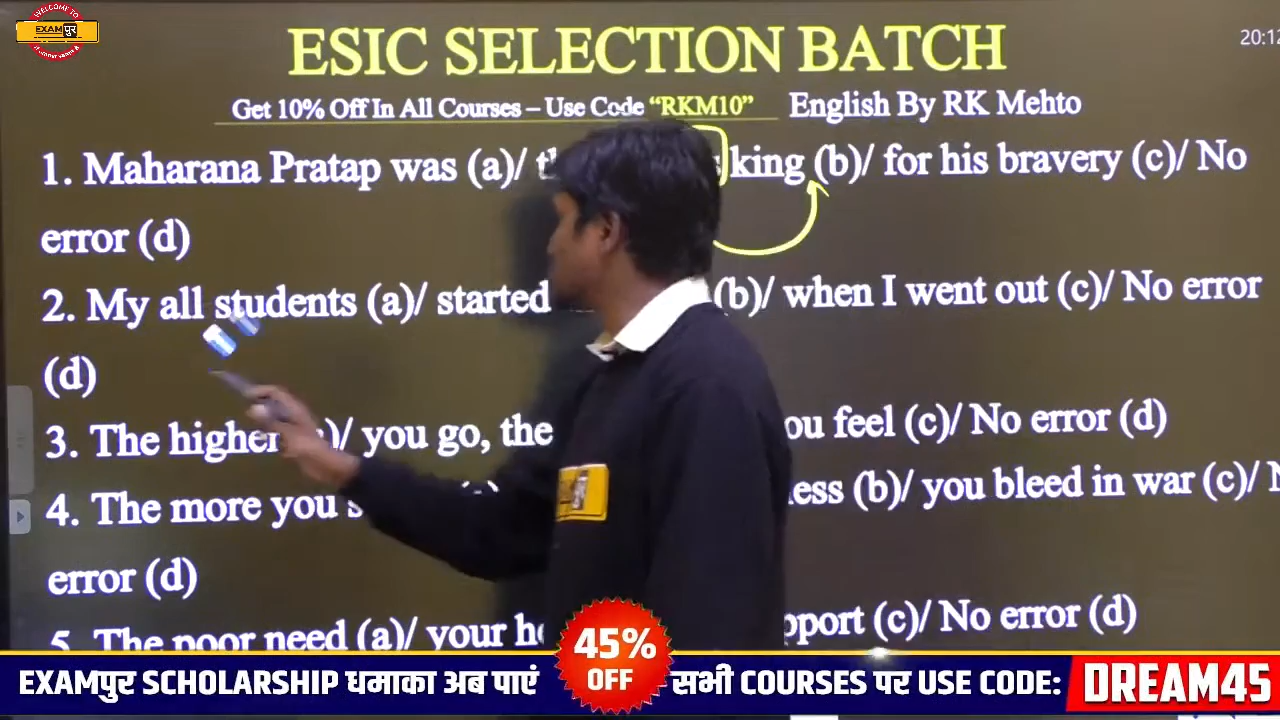 WELCOME TO
EXAMपुर
20:12
ESIC SELECTION BATCH
Get 10% Off In All Courses – Use Code “RKM10” English By RK Mehto
1. Maharana Pratap was (a)/ king (b)/ for his bravery (c)/ No
error (d)
2. My all students (a)/ started (b)/ when I went out (c)/ No error
(d)
3. The higher )/ you go, the you feel (c)/ No error (d)
4. The more you (b)/ you bleed in war (c)/
error (d)
5. The poor need (a)/ your (c)/ No error (d)
45%
OFF
EXAMपुर SCHOLARSHIP धमाका अब पाएं सभी COURSES पर USE CODE: DREAM45